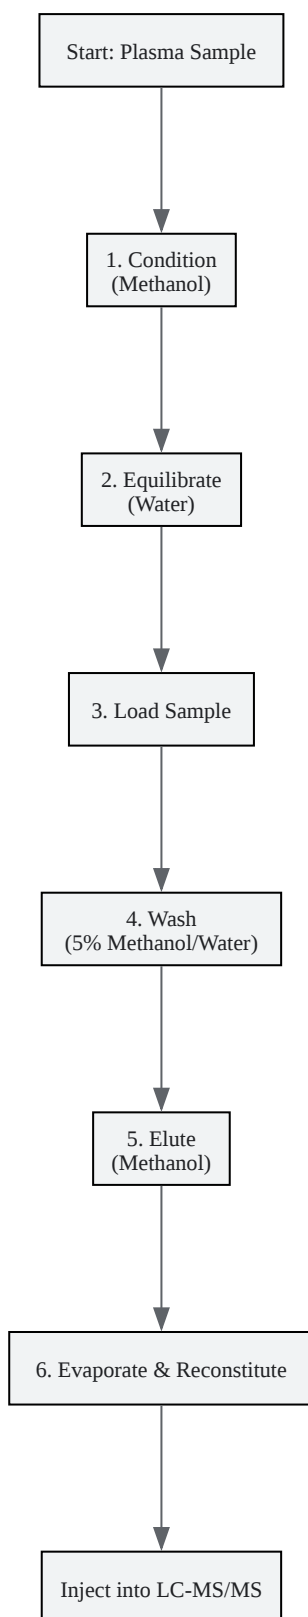 Start: Plasma Sample
1. Condition
(Methanol)
2. Equilibrate
(Water)
3. Load Sample
4. Wash
(5% Methanol/Water)
5. Elute
(Methanol)
6. Evaporate & Reconstitute
Inject into LC-MS/MS